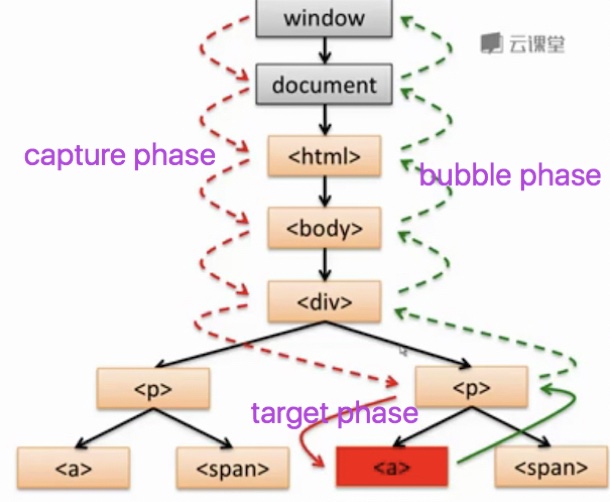 window
云课堂
document
capture phase
<html>
bubble phase
<body>
<div>
<p>
<p>
target phase
<a>
<span>
<a>
<span>